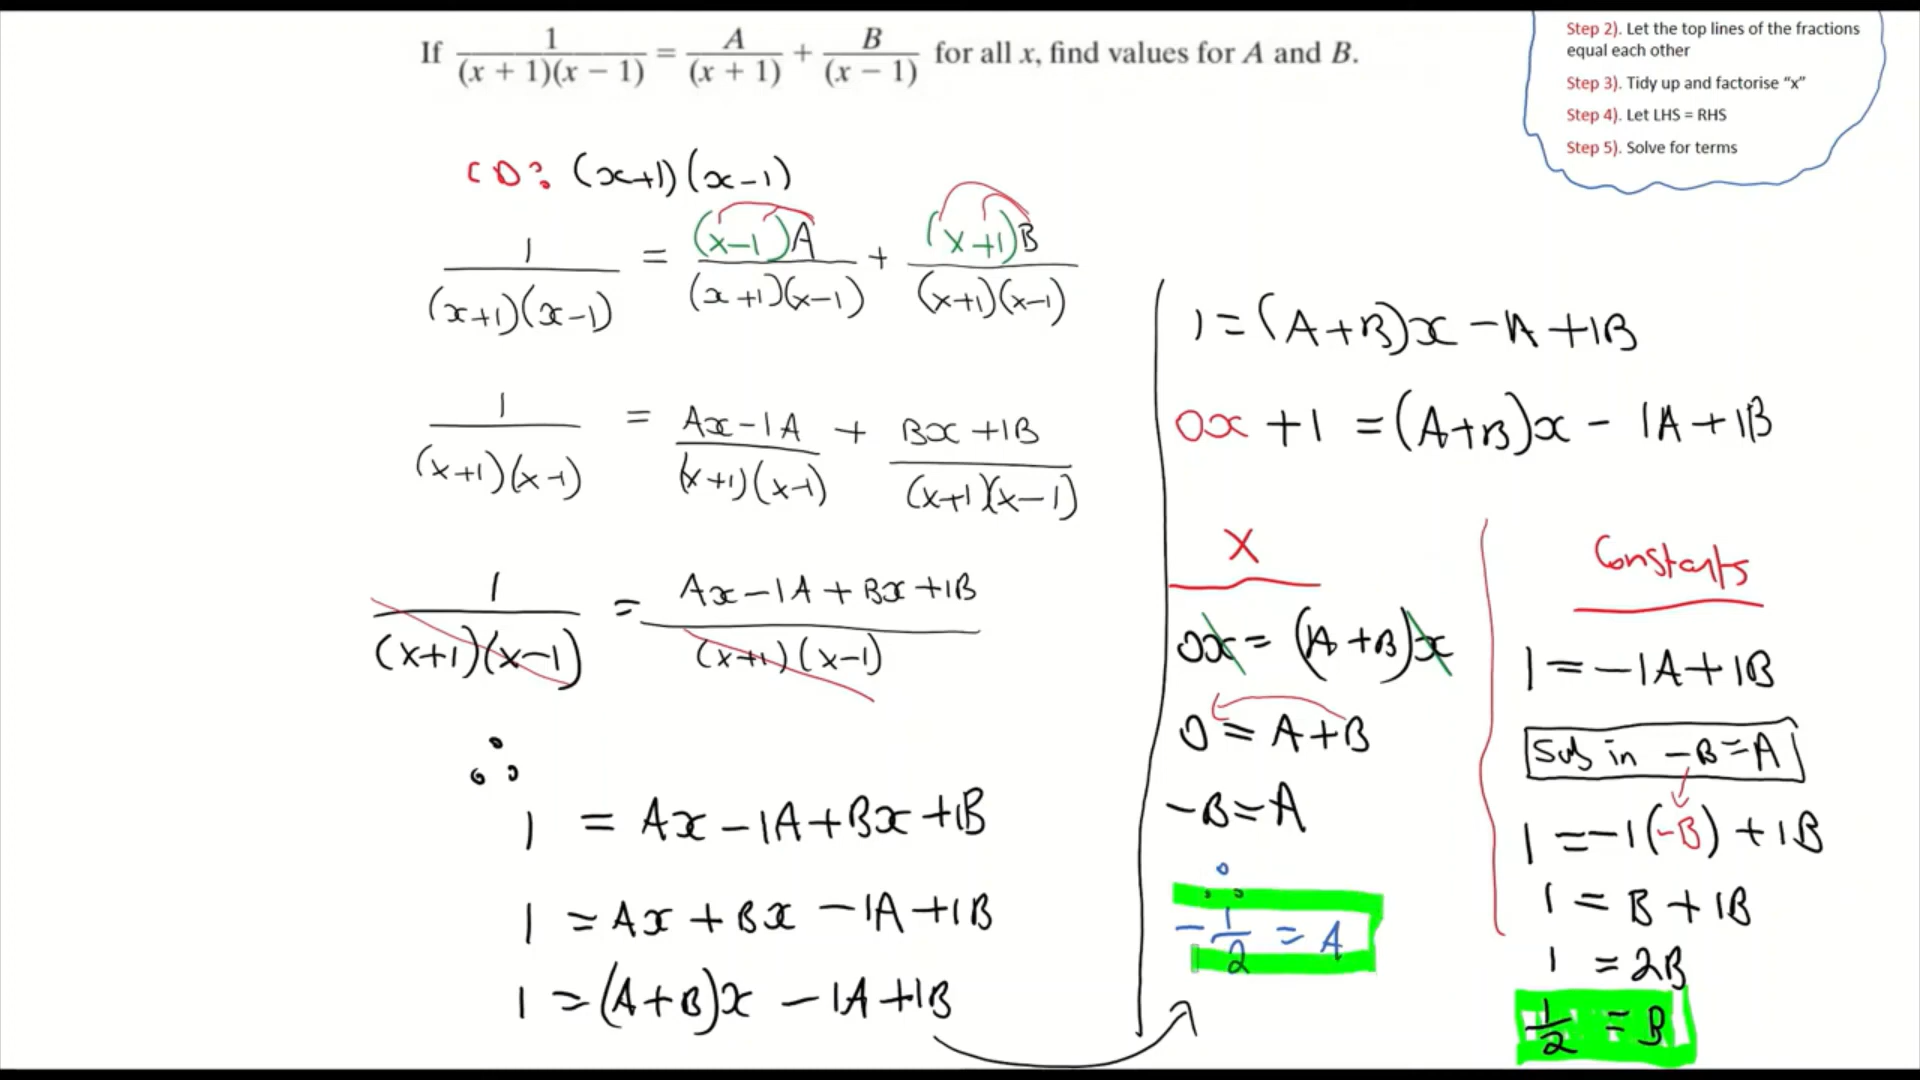 If 1/((x + 1)(x − 1)) = A/(x + 1) + B/(x − 1) for all x, find values for A and B.
Step 2). Let the top lines of the fractions
equal each other
Step 3). Tidy up and factorise “x”
Step 4). Let LHS = RHS
Step 5). Solve for terms
CD: (x+1)(x−1)
1/((x+1)(x−1)) = (x−1)A/((x+1)(x−1)) + (x+1)B/((x+1)(x−1))
1/((x+1)(x−1)) = (Ax−1A)/((x+1)(x−1)) + (Bx+1B)/((x+1)(x−1))
1/((x+1)(x−1)) = (Ax−1A+Bx+1B)/((x+1)(x−1))
∴
1 = Ax−1A+Bx+1B
1 = Ax+Bx−1A+1B
1 = (A+B)x −1A+1B
1 = (A+B)x −1A+1B
0x +1 = (A+B)x − 1A+1B
X
0x = (A+B)x
0 = A+B
−B = A
∴
−1/2 = A
Constants
1 = −1A+1B
Sub in −B=A
1 = −1(−B)+1B
1 = B+1B
1 = 2B
1/2 = B